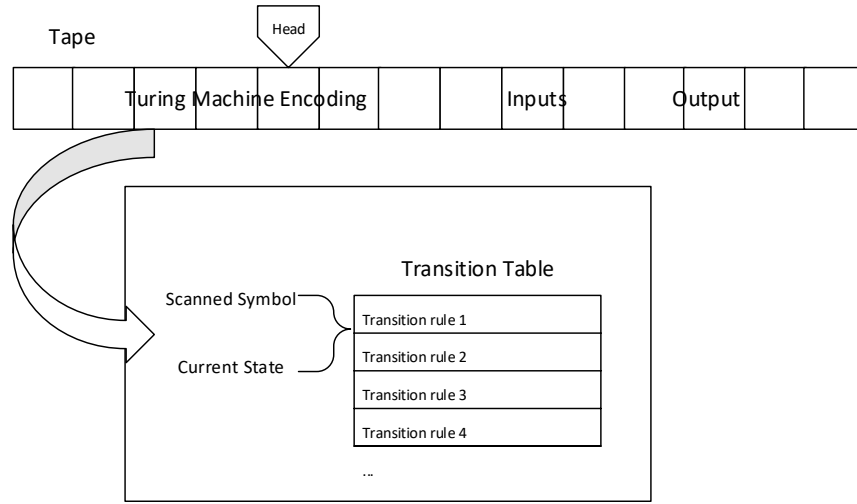 Head
Tape
Turing Machine Encoding Inputs Output
Transition Table
Scanned Symbol
Transition rule 1
Transition rule 2
Current State
Transition rule 3
Transition rule 4
...